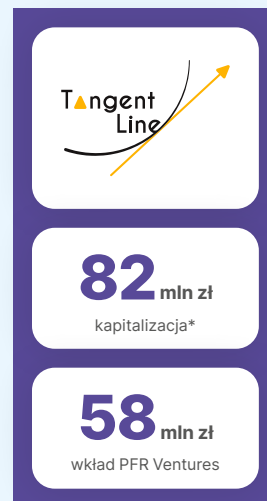 Tangent
Line
82 mln zł
kapitalizacja*
58 mln zł
wkład PFR Ventures